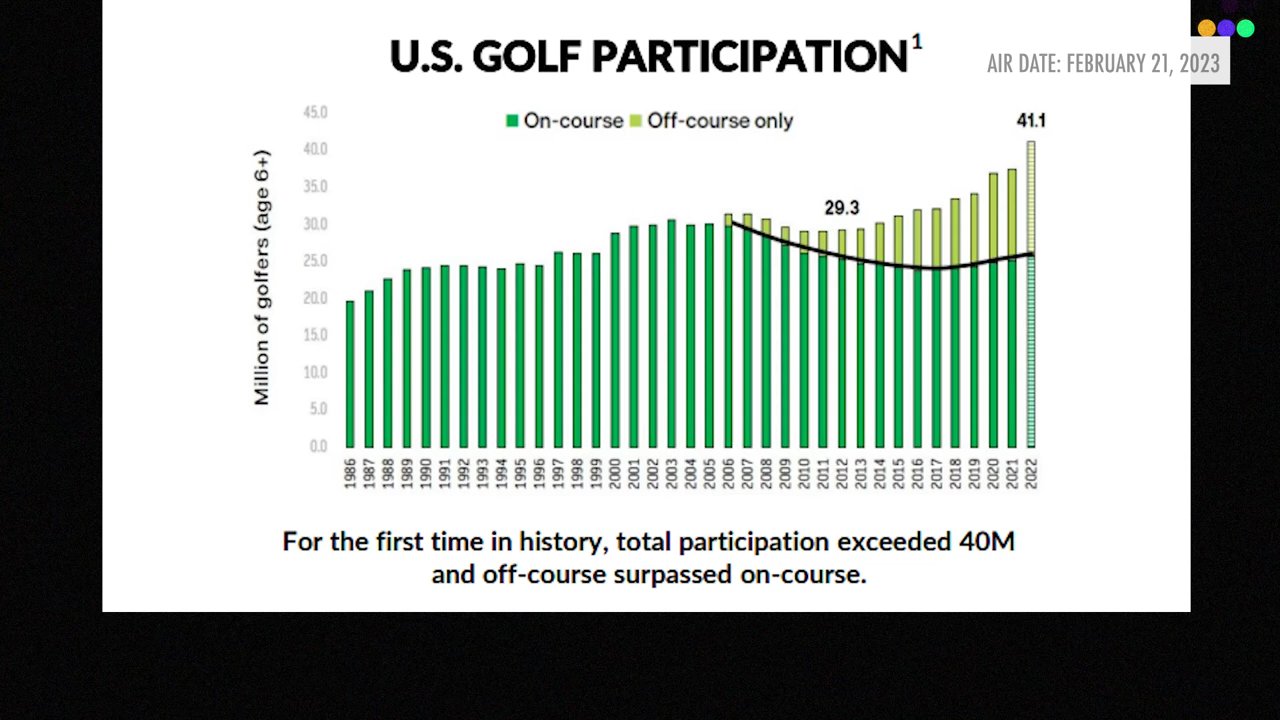 U.S. GOLF PARTICIPATION¹
AIR DATE: FEBRUARY 21, 2023
On-course Off-course only
41.1
29.3
Million of golfers (age 6+)
45.0
40.0
35.0
30.0
25.0
20.0
15.0
10.0
5.0
0.0
1986 1987 1988 1989 1990 1991 1992 1993 1994 1995 1996 1997 1998 1999 2000 2001 2002 2003 2004 2005 2006 2007 2008 2009 2010 2011 2012 2013 2014 2015 2016 2017 2018 2019 2020 2021 2022
For the first time in history, total participation exceeded 40M
and off-course surpassed on-course.